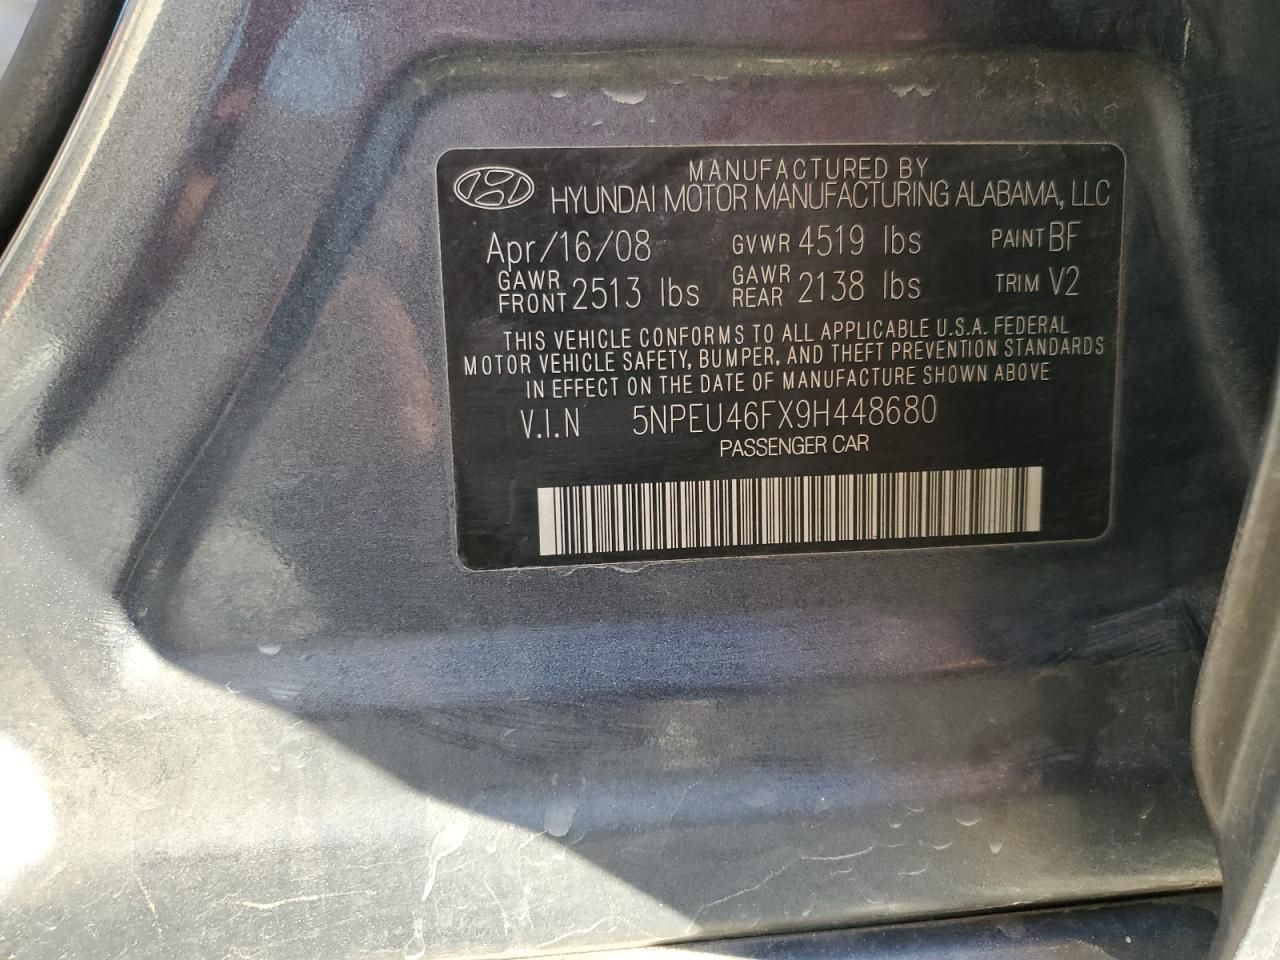 MANUFACTURED BY
HYUNDAI MOTOR MANUFACTURING ALABAMA, LLC
Apr/16/08 GVWR 4519 lbs PAINT BF
GAWR FRONT 2513 lbs GAWR REAR 2138 lbs TRIM V2
THIS VEHICLE CONFORMS TO ALL APPLICABLE U.S.A. FEDERAL
MOTOR VEHICLE SAFETY, BUMPER, AND THEFT PREVENTION STANDARDS
IN EFFECT ON THE DATE OF MANUFACTURE SHOWN ABOVE
V.I.N 5NPEU46FX9H448680
PASSENGER CAR